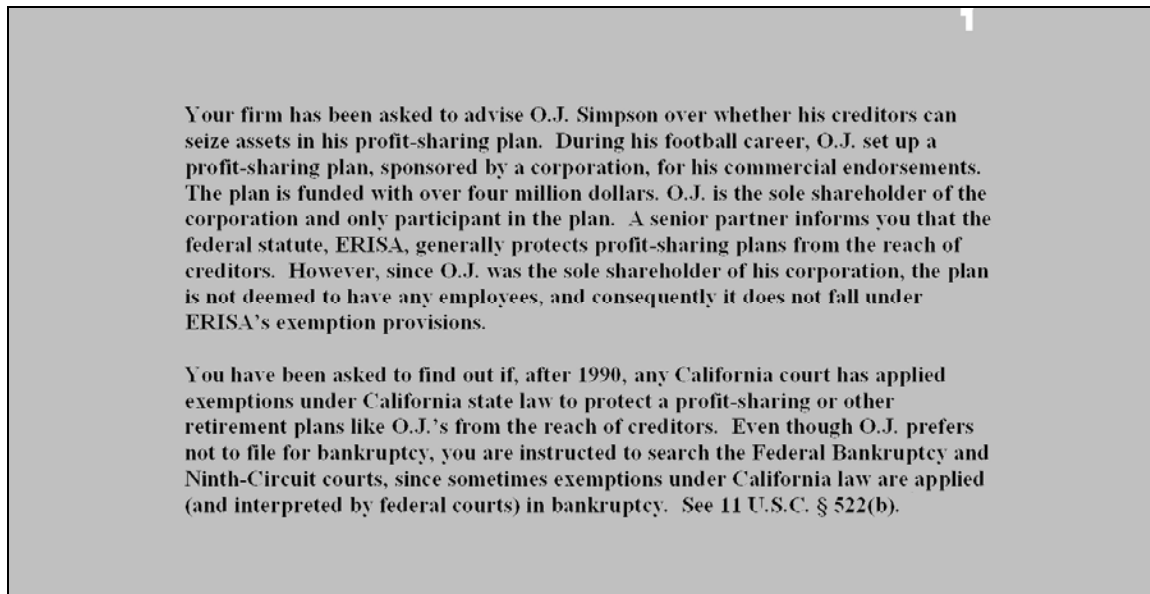 Your firm has been asked to advise O.J. Simpson over whether his creditors can
seize assets in his profit-sharing plan.  During his football career, O.J. set up a
profit-sharing plan, sponsored by a corporation, for his commercial endorsements.
The plan is funded with over four million dollars. O.J. is the sole shareholder of the
corporation and only participant in the plan.  A senior partner informs you that the
federal statute, ERISA, generally protects profit-sharing plans from the reach of
creditors.  However, since O.J. was the sole shareholder of his corporation, the plan
is not deemed to have any employees, and consequently it does not fall under
ERISA's exemption provisions.

You have been asked to find out if, after 1990, any California court has applied
exemptions under California state law to protect a profit-sharing or other
retirement plans like O.J.'s from the reach of creditors.  Even though O.J. prefers
not to file for bankruptcy, you are instructed to search the Federal Bankruptcy and
Ninth-Circuit courts, since sometimes exemptions under California law are applied
(and interpreted by federal courts) in bankruptcy.  See 11 U.S.C. § 522(b).